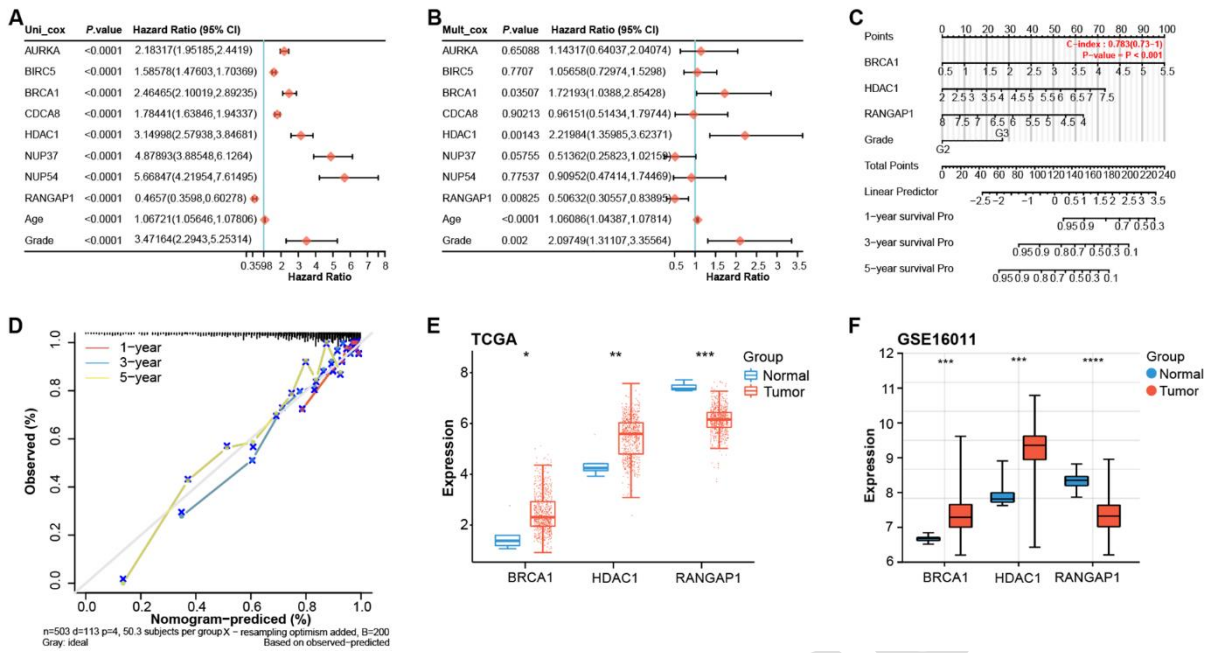 A
Uni_cox P.value Hazard Ratio (95% CI)
AURKA <0.0001 2.18317(1.95185,2.4419)
BIRC5 <0.0001 1.58578(1.47603,1.70369)
BRCA1 <0.0001 2.46465(2.10019,2.89235)
CDCA8 <0.0001 1.78441(1.63846,1.94337)
HDAC1 <0.0001 3.14998(2.57938,3.84681)
NUP37 <0.0001 4.87893(3.88548,6.1264)
NUP54 <0.0001 5.66847(4.21954,7.61495)
RANGAP1 <0.0001 0.4657(0.3598,0.60278)
Age <0.0001 1.06721(1.05646,1.07806)
Grade <0.0001 3.47164(2.2943,5.25314)
0.3598 2 3 4 5 6 7 8
Hazard Ratio
B
Mult_cox P.value Hazard Ratio (95% CI)
AURKA 0.65088 1.14317(0.64037,2.04074)
BIRC5 0.7707 1.05658(0.72974,1.5298)
BRCA1 0.03507 1.72193(1.0388,2.85428)
CDCA8 0.90213 0.96151(0.51434,1.79744)
HDAC1 0.00143 2.21984(1.35985,3.62371)
NUP37 0.05755 0.51362(0.25823,1.02159)
NUP54 0.77537 0.90952(0.47414,1.74469)
RANGAP1 0.00825 0.50632(0.30557,0.83895)
Age <0.0001 1.06086(1.04387,1.07814)
Grade 0.002 2.09749(1.31107,3.35564)
0.5 1 1.5 2 2.5 3 3.5
Hazard Ratio
C
Points 0 10 20 30 40 50 60 70 80 90 100
C-index : 0.783(0.73-1)
P-value = P < 0.001
BRCA1
0.5 1 1.5 2 2.5 3 3.5 4 4.5 5 5.5
HDAC1
2 2.5 3 3.5 4 4.5 5 5.5 6 6.5 7 7.5
RANGAP1
8 7.5 7 6.5 6 5.5 5 4.5 4
G3
Grade
G2
Total Points
0 20 40 60 80 100120140160180200220240
Linear Predictor
-2.5-2 -1 0 0.5 1 1.5 2 2.5 3 3.5
1-year survival Pro
0.950.9 0.7 0.5 0.3
3-year survival Pro
0.950.9 0.8 0.70.5 0.3 0.1
5-year survival Pro
0.950.9 0.8 0.70.5 0.3 0.1
D
1-year
3-year
5-year
Observed (%)
1.0
0.8
0.6
0.4
0.2
0.0
0.0 0.2 0.4 0.6 0.8 1.0
Nomogram-prediced (%)
n=503 d=113 p=4, 50.3 subjects per group X - resampling optimism added, B=200
Gray: ideal Based on observed-predicted
E
TCGA
* ** ***
Group
Normal
Tumor
Expression
8
6
4
2
BRCA1 HDAC1 RANGAP1
F
GSE16011
*** *** ****
Group
Normal
Tumor
Expression
12
11
10
9
8
7
6
BRCA1 HDAC1 RANGAP1